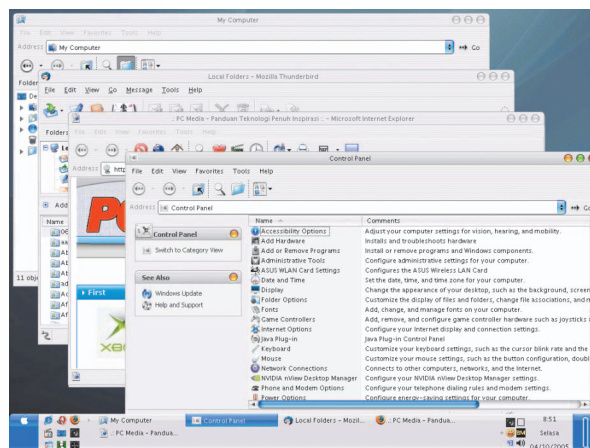 My Computer
File Edit View Favorites Tools Help
Address My Computer Go
Folder
Local Folders - Mozilla Thunderbird
File Edit View Go Message Tools Help
Folders
.: PC Media - Panduan Teknologi Penuh Inspirasi :. - Microsoft Internet Explorer
File Edit View Favorites Tools Help
Address http
Control Panel
File Edit View Favorites Tools Help
Address Control Panel Go
Control Panel
Switch to Category View
See Also
Windows Update
Help and Support
Name Comments
Accessibility Options Adjust your computer settings for vision, hearing, and mobility.
Add Hardware Installs and troubleshoots hardware
Add or Remove Programs Install or remove programs and Windows components.
Administrative Tools Configure administrative settings for your computer.
ASUS WLAN Card Settings Configures the ASUS Wireless LAN Card
Date and Time Set the date, time, and time zone for your computer.
Display Change the appearance of your desktop, such as the background, screen
Folder Options Customize the display of files and folders, change file associations, and m
Fonts Add, change, and manage fonts on your computer.
Game Controllers Add, remove, and configure game controller hardware such as joysticks
Internet Options Configure your Internet display and connection settings.
Java Plug-in Java Plug-in Control Panel
Keyboard Customize your keyboard settings, such as the cursor blink rate and the
Mouse Customize your mouse settings, such as the button configuration, doubl
Network Connections Connects to other computers, networks, and the Internet.
NVIDIA nView Desktop Manager Configure your NVIDIA nView Desktop Manager settings.
Phone and Modem Options Configure your telephone dialing rules and modem settings.
Power Options Configure energy-saving settings for your computer.
Name
11 obj
First
XBO
My Computer Control Panel Local Folders - Mozil... .: PC Media - Pandua...
.: PC Media - Pandua...
8:51
Selasa
04/10/2005